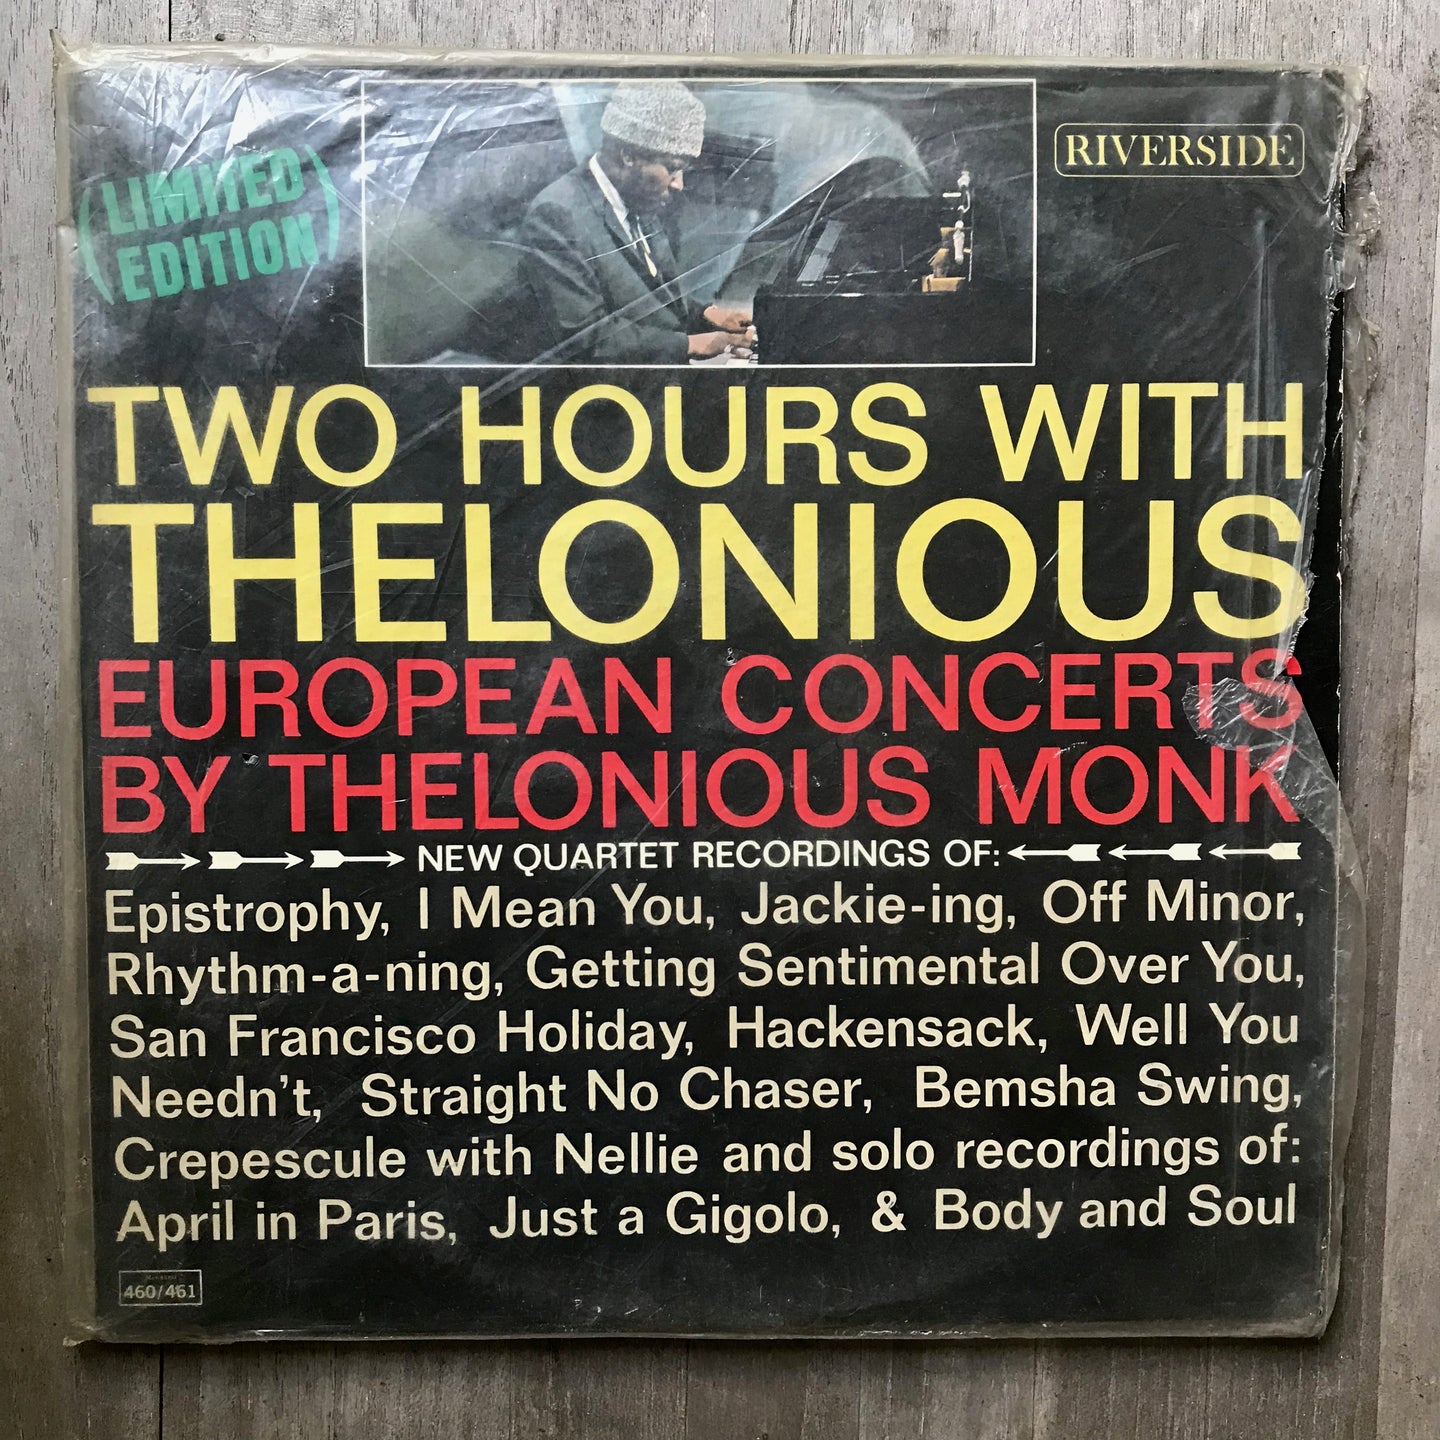 LIMITED
EDITION
RIVERSIDE
TWO HOURS WITH
THELONIOUS
EUROPEAN CONCERTS
BY THELONIOUS MONK
NEW QUARTET RECORDINGS OF:
Epistrophy, I Mean You, Jackie-ing, Off Minor,
Rhythm-a-ning, Getting Sentimental Over You,
San Francisco Holiday, Hackensack, Well You
Needn't, Straight No Chaser, Bemsha Swing,
Crepescule with Nellie and solo recordings of:
April in Paris, Just a Gigolo, & Body and Soul
460/461